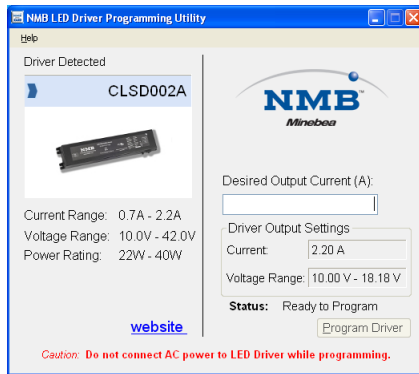 NMB LED Driver Programming Utility
Help
Driver Detected
CLSD002A
NMB
Current Range: 0.7A - 2.2A
Voltage Range: 10.0V - 42.0V
Power Rating: 22W - 40W
website
NMB
Minebea
Desired Output Current (A):
Driver Output Settings
Current: 2.20 A
Voltage Range: 10.00 V - 18.18 V
Status: Ready to Program
Program Driver
Caution: Do not connect AC power to LED Driver while programming.